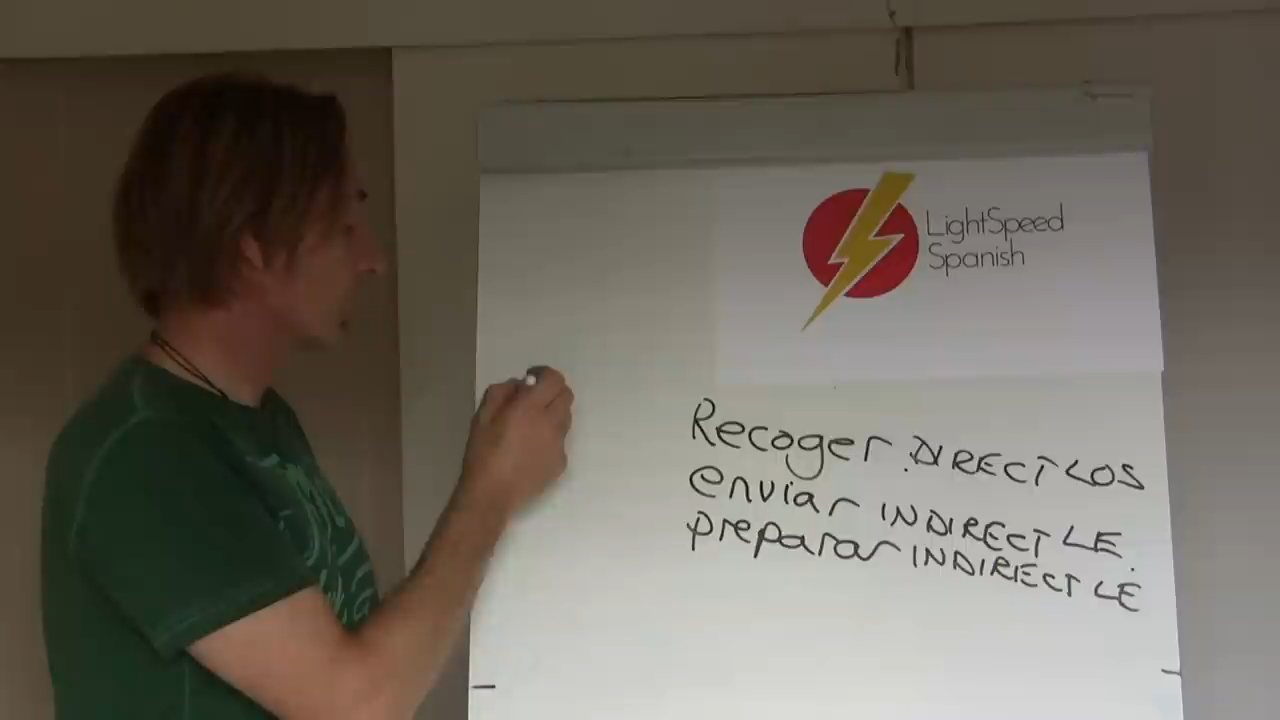 LightSpeed
Spanish
Recoger DIRECT LOS
enviar INDIRECT LE.
preparar INDIRECT LE